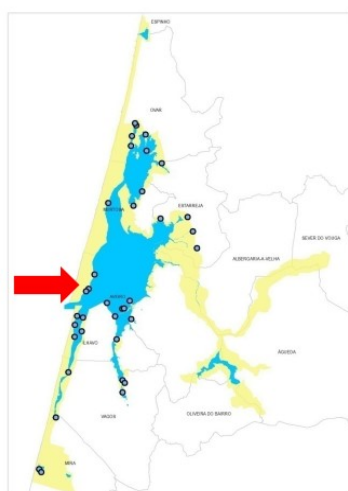 ESPINHO
OVAR
MURTOSA
ESTARREJA
SEVER DO VOUGA
ALBERGARIA-A-VELHA
AVEIRO
ÍLHAVO
ÁGUEDA
VAGOS
OLIVEIRA DO BAIRRO
MIRA